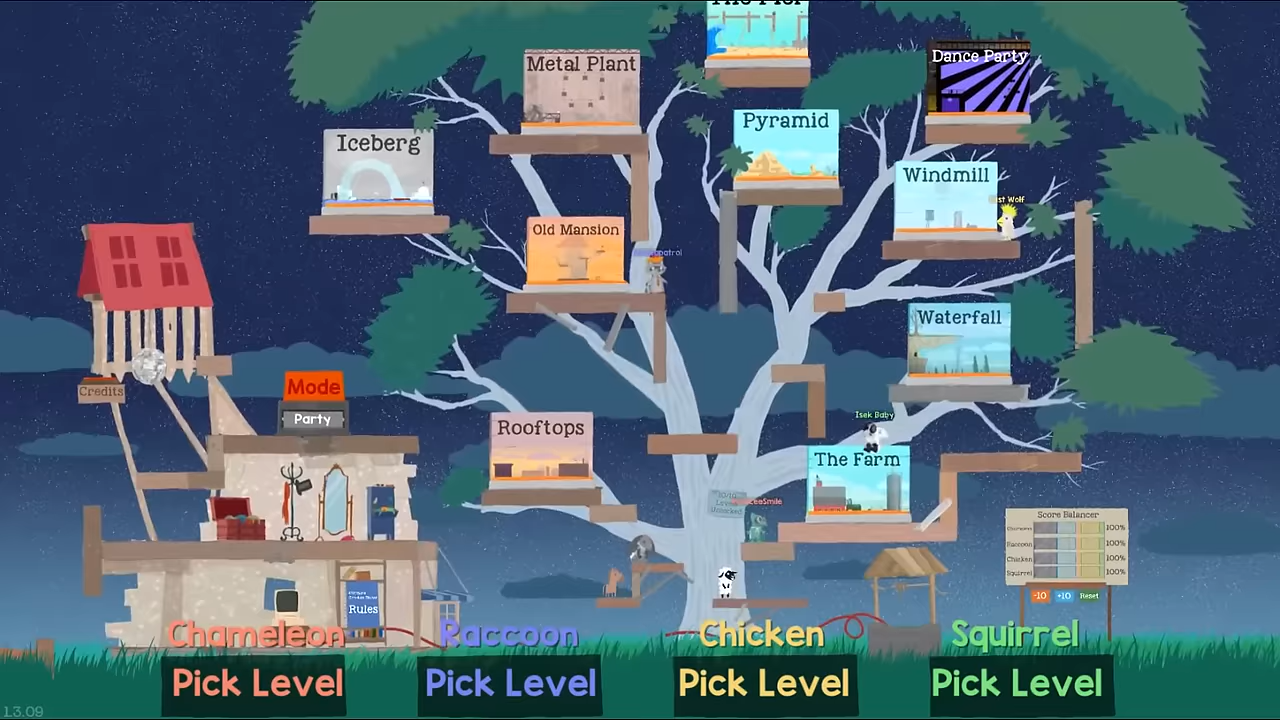 The Pier
Metal Plant
Dance Party
Pyramid
Iceberg
Windmill
Old Mansion
Waterfall
Credits
Mode
Party
Isek Baby
Rooftops
The Farm
Score Balancer
Chameleon 100%
Raccoon 100%
Chicken 100%
Squirrel 100%
-10 +10 Reset
Rules
Chameleon Raccoon Chicken Squirrel
Pick Level Pick Level Pick Level Pick Level
1.3.09